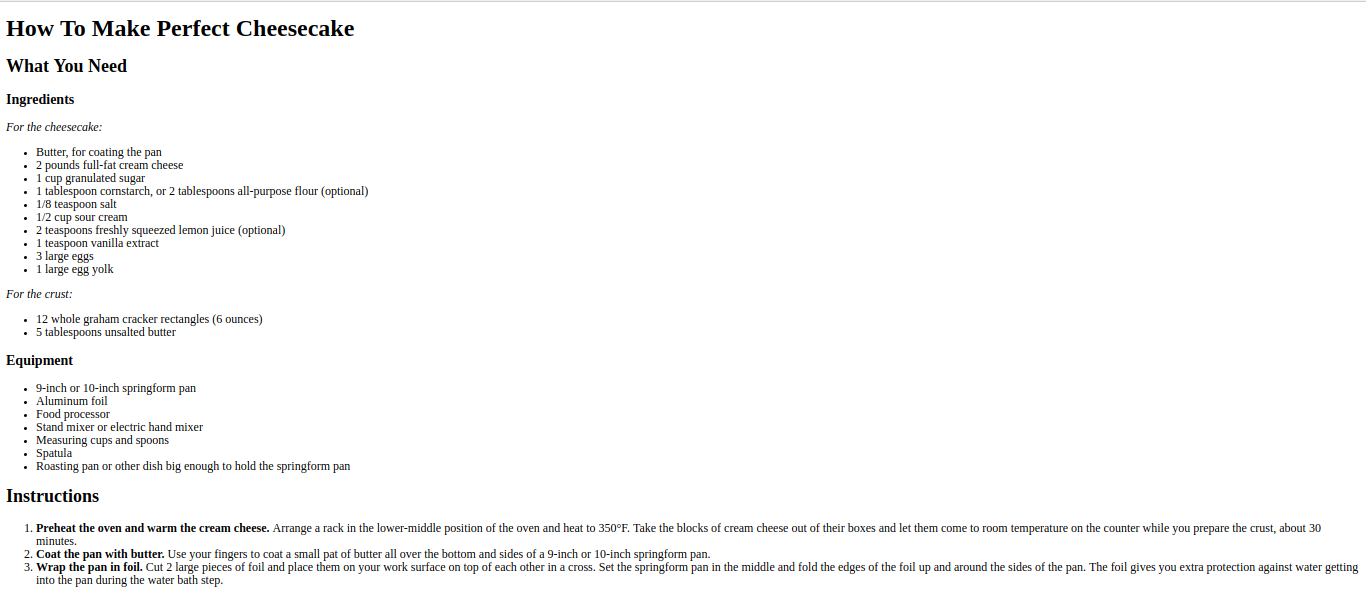 How To Make Perfect Cheesecake
What You Need
Ingredients
For the cheesecake:
Butter, for coating the pan
2 pounds full-fat cream cheese
1 cup granulated sugar
1 tablespoon cornstarch, or 2 tablespoons all-purpose flour (optional)
1/8 teaspoon salt
1/2 cup sour cream
2 teaspoons freshly squeezed lemon juice (optional)
1 teaspoon vanilla extract
3 large eggs
1 large egg yolk
For the crust:
12 whole graham cracker rectangles (6 ounces)
5 tablespoons unsalted butter
Equipment
9-inch or 10-inch springform pan
Aluminum foil
Food processor
Stand mixer or electric hand mixer
Measuring cups and spoons
Spatula
Roasting pan or other dish big enough to hold the springform pan
Instructions
1. Preheat the oven and warm the cream cheese. Arrange a rack in the lower-middle position of the oven and heat to 350°F. Take the blocks of cream cheese out of their boxes and let them come to room temperature on the counter while you prepare the crust, about 30
minutes.
2. Coat the pan with butter. Use your fingers to coat a small pat of butter all over the bottom and sides of a 9-inch or 10-inch springform pan.
3. Wrap the pan in foil. Cut 2 large pieces of foil and place them on your work surface on top of each other in a cross. Set the springform pan in the middle and fold the edges of the foil up and around the sides of the pan. The foil gives you extra protection against water getting
into the pan during the water bath step.